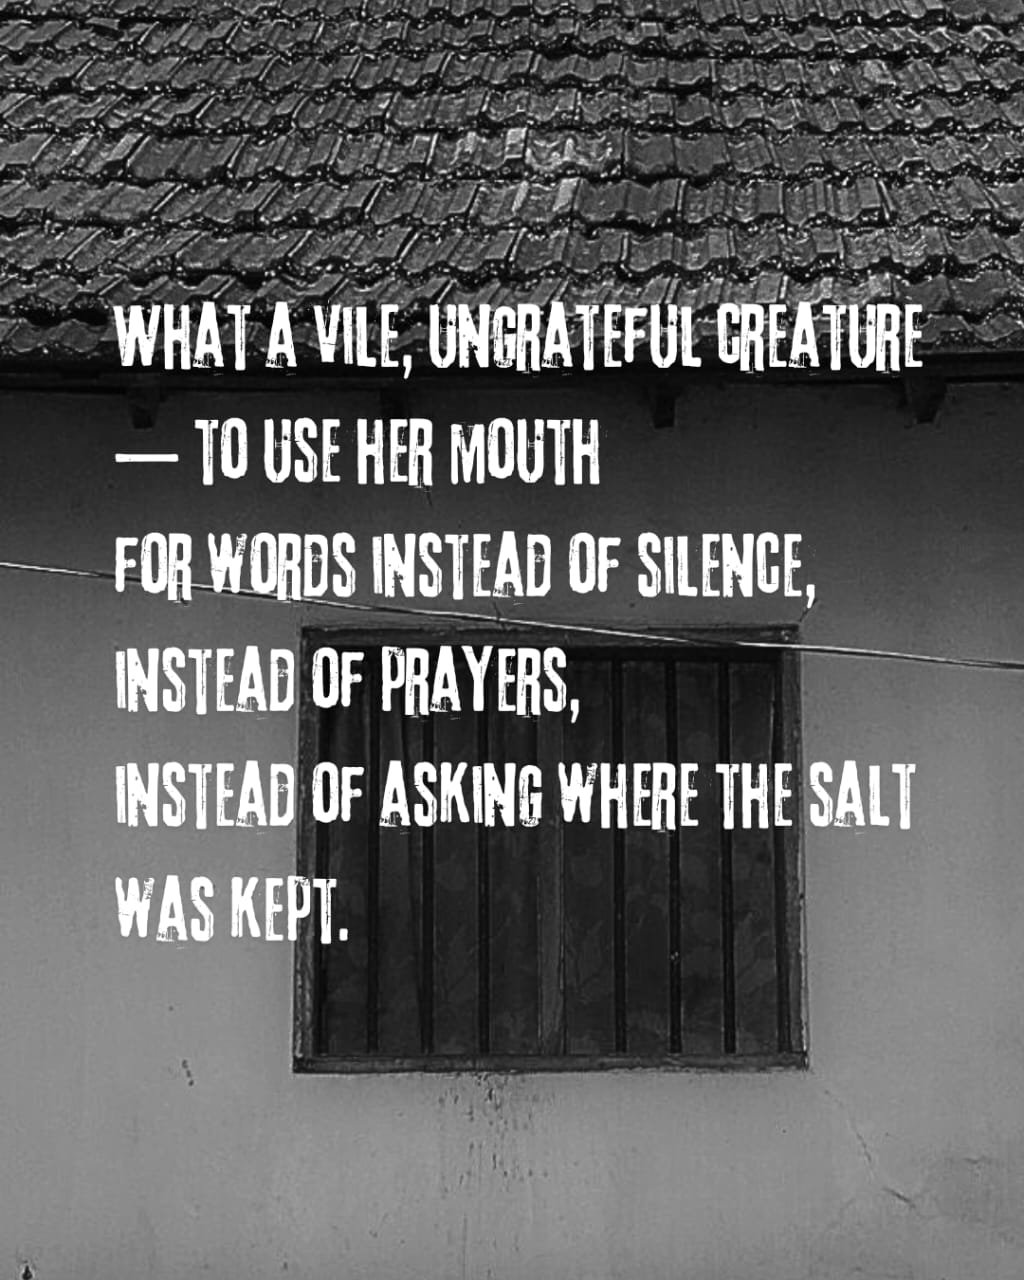 WHAT A VILE, UNGRATEFUL CREATURE
— TO USE HER MOUTH
FOR WORDS INSTEAD OF SILENCE,
INSTEAD OF PRAYERS,
INSTEAD OF ASKING WHERE THE SALT
WAS KEPT.